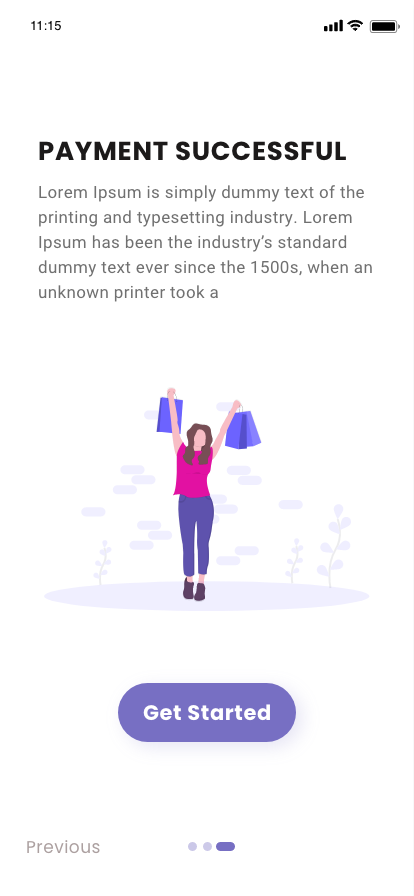 11:15
PAYMENT SUCCESSFUL
Lorem Ipsum is simply dummy text of the
printing and typesetting industry. Lorem
Ipsum has been the industry’s standard
dummy text ever since the 1500s, when an
unknown printer took a
Get Started
Previous